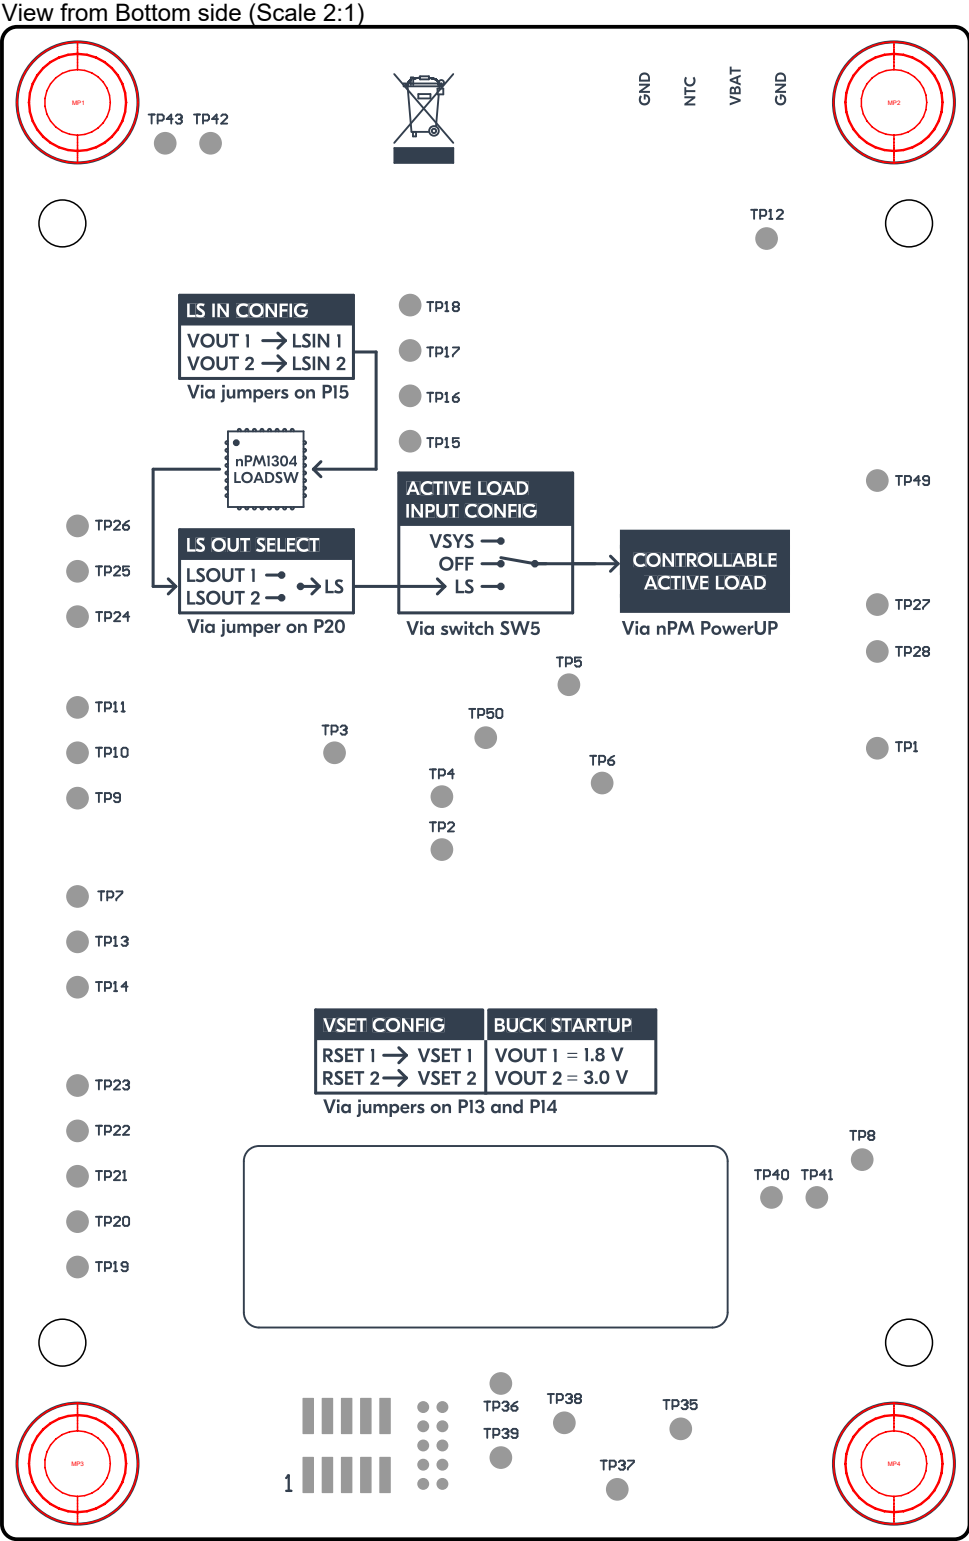 View from Bottom side (Scale 2:1)
MP1
MP2
GND
NTC
VBAT
GND
TP43 TP42
TP12
LS IN CONFIG
VOUT 1 → LSIN 1
VOUT 2 → LSIN 2
Via jumpers on P15
TP18
TP17
TP16
TP15
nPM1304
LOADSW
TP49
ACTIVE LOAD
INPUT CONFIG
VSYS
OFF
LS
Via switch SW5
TP26
TP25
TP24
LS OUT SELECT
LSOUT 1
LSOUT 2
→ LS
Via jumper on P20
CONTROLLABLE
ACTIVE LOAD
Via nPM PowerUP
TP27
TP28
TP5
TP50
TP3
TP11
TP10
TP9
TP4
TP6
TP1
TP2
TP7
TP13
TP14
VSET CONFIG
RSET 1 → VSET 1
RSET 2 → VSET 2
BUCK STARTUP
VOUT 1 = 1.8 V
VOUT 2 = 3.0 V
Via jumpers on P13 and P14
TP23
TP22
TP21
TP20
TP19
TP8
TP40 TP41
TP36
TP38
TP35
TP39
TP37
1
MP3
MP4